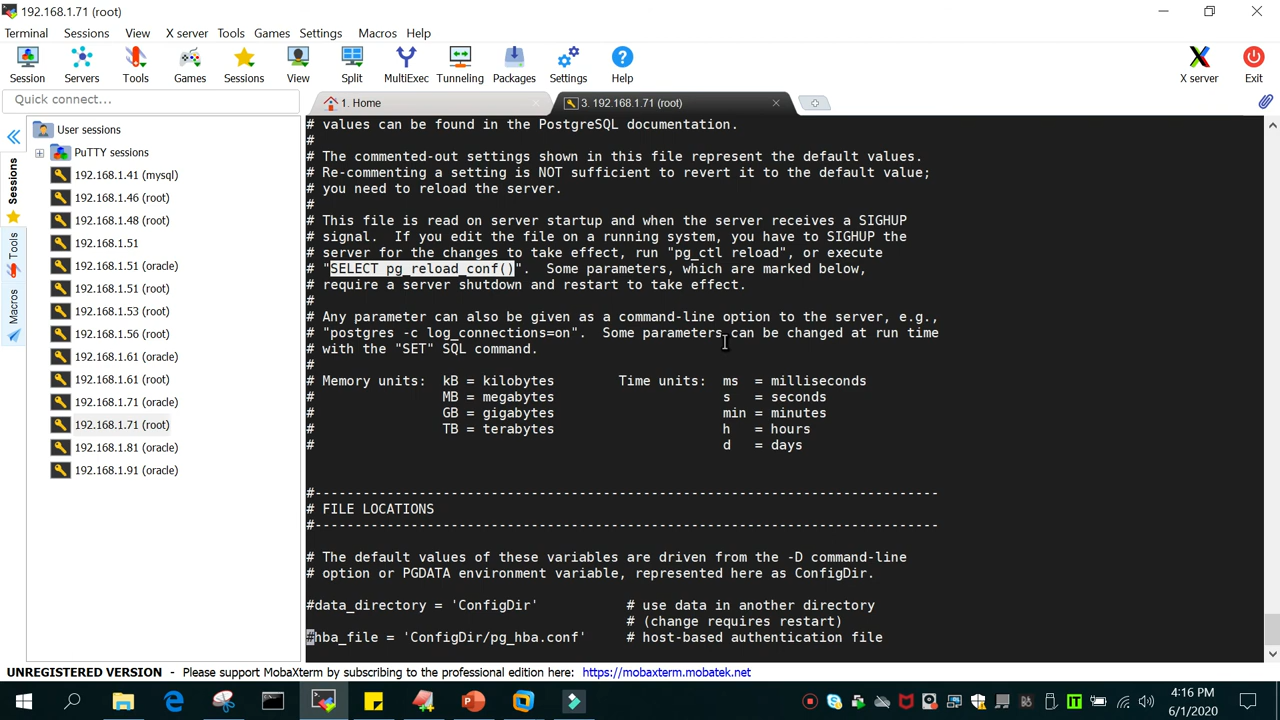 192.168.1.71 (root)
Terminal Sessions View X server Tools Games Settings Macros Help
Session Servers Tools Games Sessions View Split MultiExec Tunneling Packages Settings Help X server Exit
Quick connect...
1. Home
3. 192.168.1.71 (root)
User sessions
PuTTY sessions
192.168.1.41 (mysql)
192.168.1.46 (root)
192.168.1.48 (root)
192.168.1.51
192.168.1.51 (oracle)
192.168.1.51 (root)
192.168.1.53 (root)
192.168.1.56 (root)
192.168.1.61 (oracle)
192.168.1.61 (root)
192.168.1.71 (oracle)
192.168.1.71 (root)
192.168.1.81 (oracle)
192.168.1.91 (oracle)
Sessions
Tools
Macros
# values can be found in the PostgreSQL documentation.
#
# The commented-out settings shown in this file represent the default values.
# Re-commenting a setting is NOT sufficient to revert it to the default value;
# you need to reload the server.
#
# This file is read on server startup and when the server receives a SIGHUP
# signal.  If you edit the file on a running system, you have to SIGHUP the
# server for the changes to take effect, run "pg_ctl reload", or execute
# "SELECT pg_reload_conf()".  Some parameters, which are marked below,
# require a server shutdown and restart to take effect.
#
# Any parameter can also be given as a command-line option to the server, e.g.,
# "postgres -c log_connections=on".  Some parameters can be changed at run time
# with the "SET" SQL command.
#
# Memory units:  kB = kilobytes        Time units:  ms  = milliseconds
#                MB = megabytes                     s   = seconds
#                GB = gigabytes                     min = minutes
#                TB = terabytes                     h   = hours
#                                                   d   = days
#------------------------------------------------------------------------------
# FILE LOCATIONS
#------------------------------------------------------------------------------
# The default values of these variables are driven from the -D command-line
# option or PGDATA environment variable, represented here as ConfigDir.
#data_directory = 'ConfigDir'           # use data in another directory
# (change requires restart)
#hba_file = 'ConfigDir/pg_hba.conf'     # host-based authentication file
UNREGISTERED VERSION - Please support MobaXterm by subscribing to the professional edition here: https://mobaxterm.mobatek.net
4:16 PM
6/1/2020